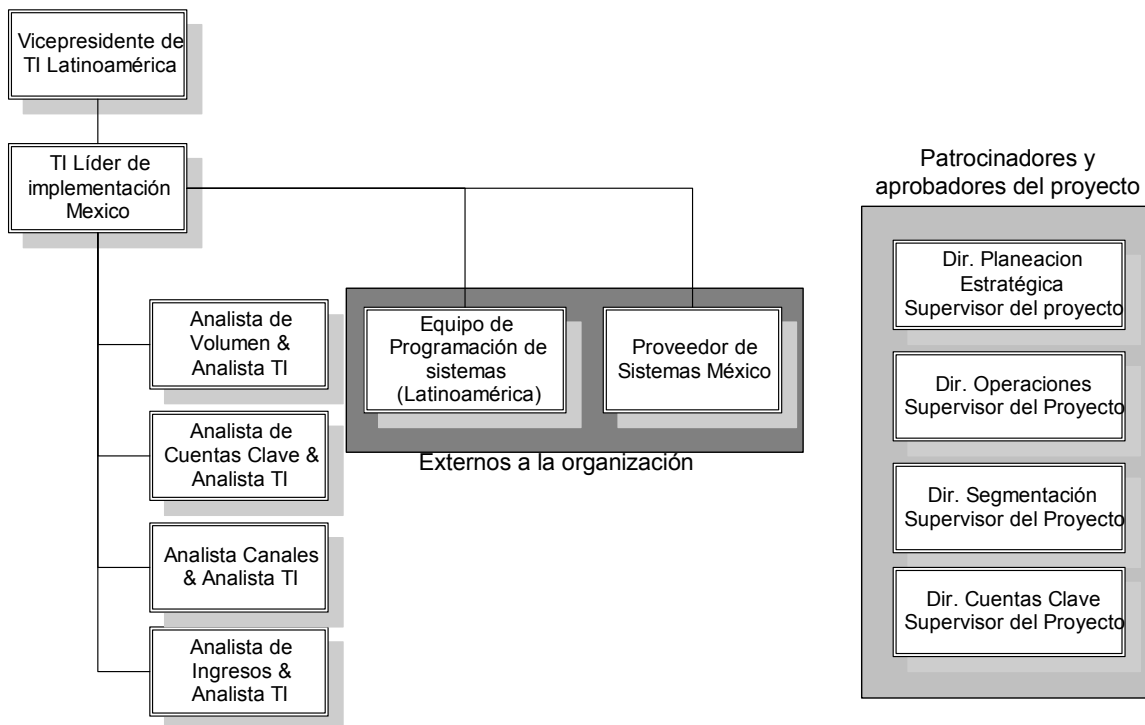 Vicepresidente de
TI Latinoamérica
TI Líder de
implementación
Mexico
Analista de
Volumen &
Analista TI
Analista de
Cuentas Clave &
Analista TI
Analista Canales
& Analista TI
Analista de
Ingresos &
Analista TI
Equipo de
Programación de
sistemas
(Latinoamérica)
Proveedor de
Sistemas México
Externos a la organización
Patrocinadores y
aprobadores del proyecto
Dir. Planeacion
Estratégica
Supervisor del proyecto
Dir. Operaciones
Supervisor del Proyecto
Dir. Segmentación
Supervisor del Proyecto
Dir. Cuentas Clave
Supervisor del Proyecto